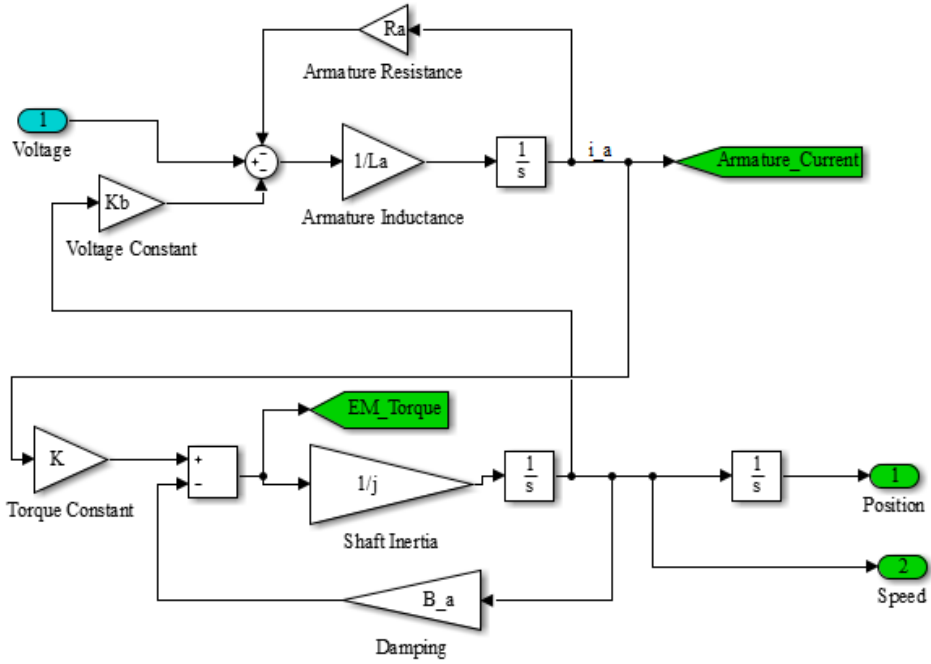 Ra
Armature Resistance
1
Voltage
+
-
-
1/La
Armature Inductance
1
s
i_a
Armature_Current
Kb
Voltage Constant
EM_Torque
K
Torque Constant
+
-
1/j
Shaft Inertia
1
s
1
s
1
Position
2
Speed
B_a
Damping